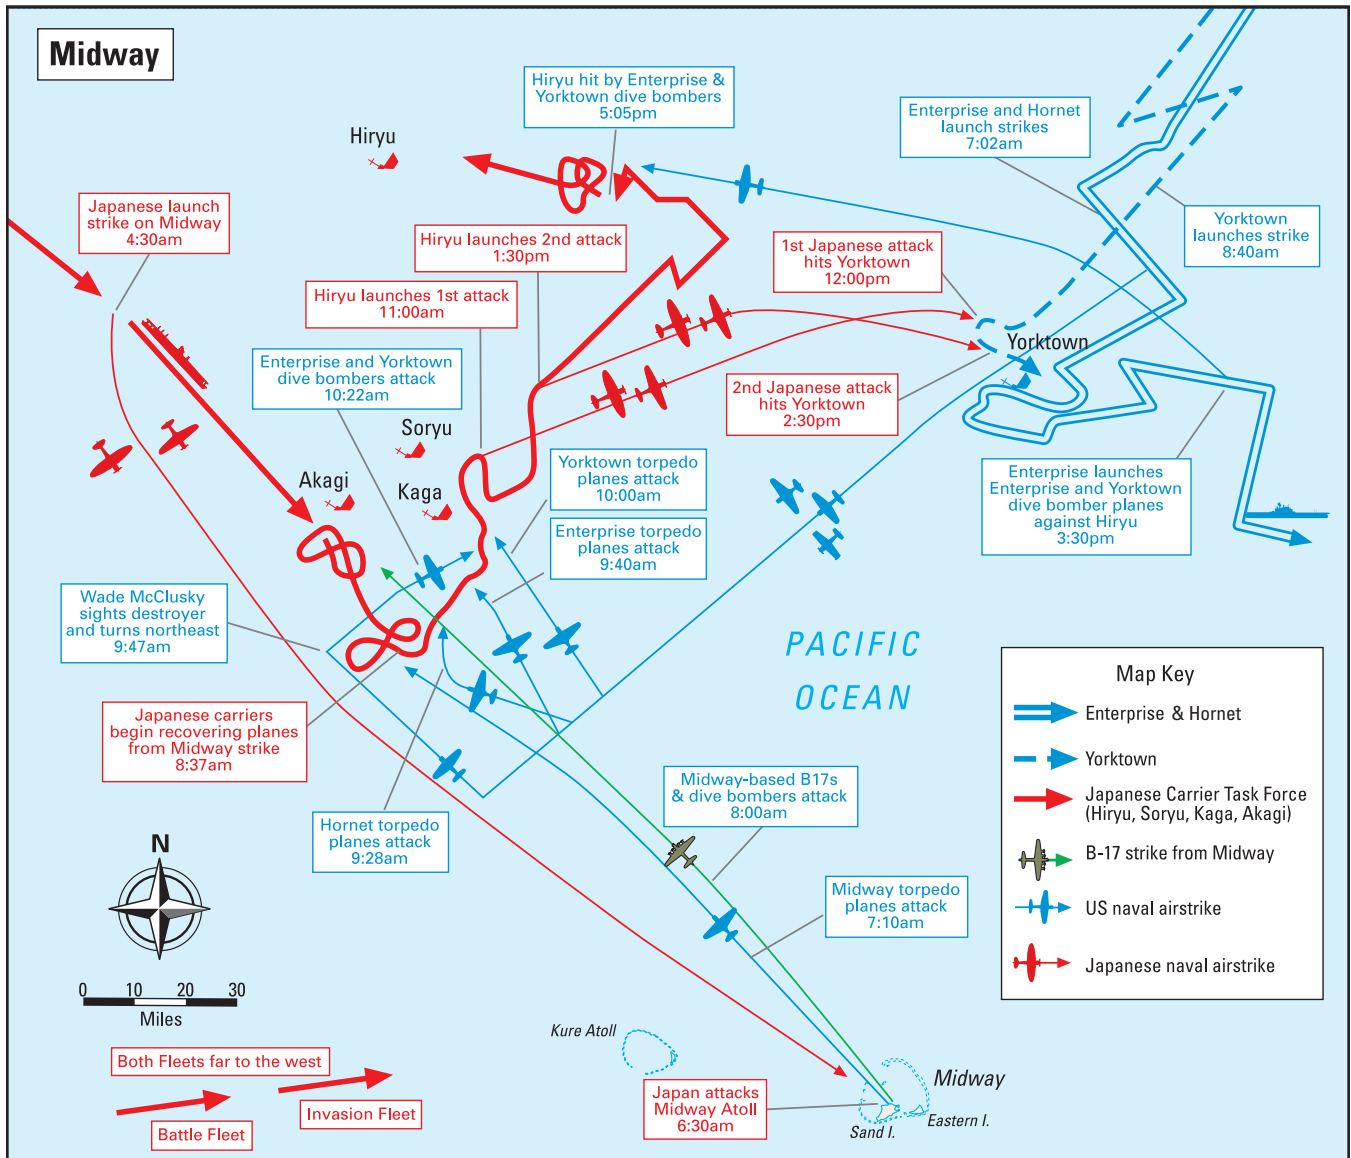 Midway
Hiryu hit by Enterprise &
Yorktown dive bombers
5:05pm
Enterprise and Hornet
launch strikes
7:02am
Hiryu
Japanese launch
strike on Midway
4:30am
Hiryu launches 2nd attack
1:30pm
1st Japanese attack
hits Yorktown
12:00pm
Yorktown
launches strike
8:40am
Hiryu launches 1st attack
11:00am
Enterprise and Yorktown
dive bombers attack
10:22am
Yorktown
2nd Japanese attack
hits Yorktown
2:30pm
Soryu
Akagi
Kaga
Yorktown torpedo
planes attack
10:00am
Enterprise torpedo
planes attack
9:40am
Enterprise launches
Enterprise and Yorktown
dive bomber planes
against Hiryu
3:30pm
Wade McClusky
sights destroyer
and turns northeast
9:47am
PACIFIC
OCEAN
Japanese carriers
begin recovering planes
from Midway strike
8:37am
Hornet torpedo
planes attack
9:28am
Midway-based B17s
& dive bombers attack
8:00am
Midway torpedo
planes attack
7:10am
Map Key
Enterprise & Hornet
Yorktown
Japanese Carrier Task Force
(Hiryu, Soryu, Kaga, Akagi)
B-17 strike from Midway
US naval airstrike
Japanese naval airstrike
N
0 10 20 30
Miles
Both Fleets far to the west
Battle Fleet
Invasion Fleet
Kure Atoll
Japan attacks
Midway Atoll
6:30am
Midway
Sand I.
Eastern I.